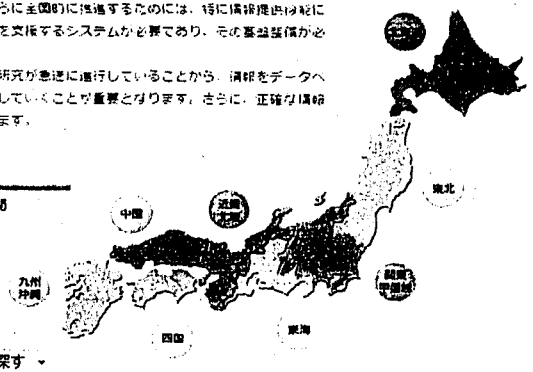 らに全国的に推進するためには、特に情報提供機能に
を支援するシステムが必要であり、その基盤整備が必
研究が急速に進行していることから、情報をデータベ
していくことが重要となります。さらに、正確な情報
ます。
東北
中国
近畿
北陸
九州
沖縄
関東
甲信越
四国
東海
探す